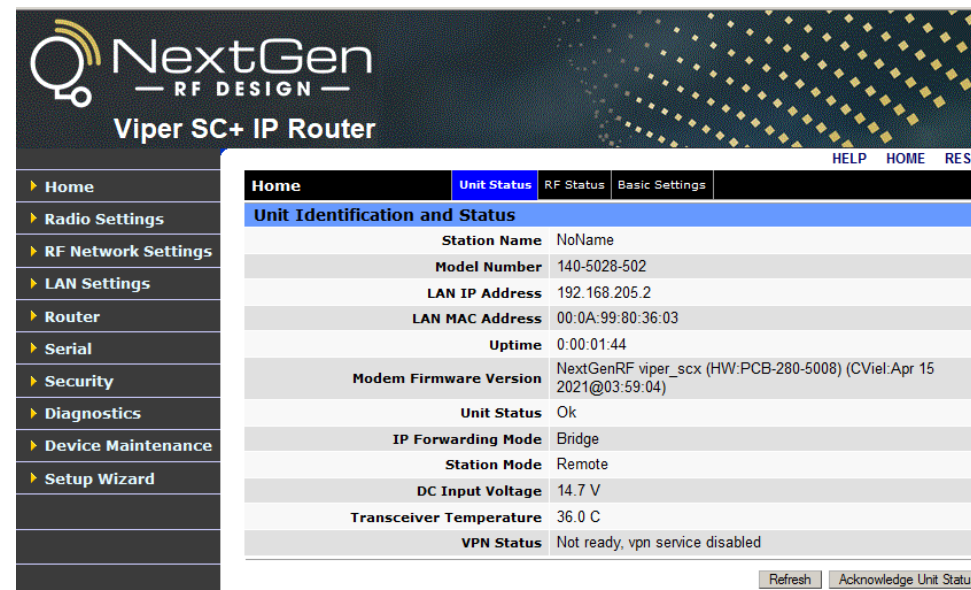 NextGen
RF DESIGN
Viper SC+ IP Router
HELP HOME RES
Home
Radio Settings
RF Network Settings
LAN Settings
Router
Serial
Security
Diagnostics
Device Maintenance
Setup Wizard
Home Unit Status RF Status Basic Settings
Unit Identification and Status
Station Name NoName
Model Number 140-5028-502
LAN IP Address 192.168.205.2
LAN MAC Address 00:0A:99:80:36:03
Uptime 0:00:01:44
Modem Firmware Version NextGenRF viper_scx (HW:PCB-280-5008) (CViel:Apr 15
2021@03:59:04)
Unit Status Ok
IP Forwarding Mode Bridge
Station Mode Remote
DC Input Voltage 14.7 V
Transceiver Temperature 36.0 C
VPN Status Not ready, vpn service disabled
Refresh Acknowledge Unit Statu